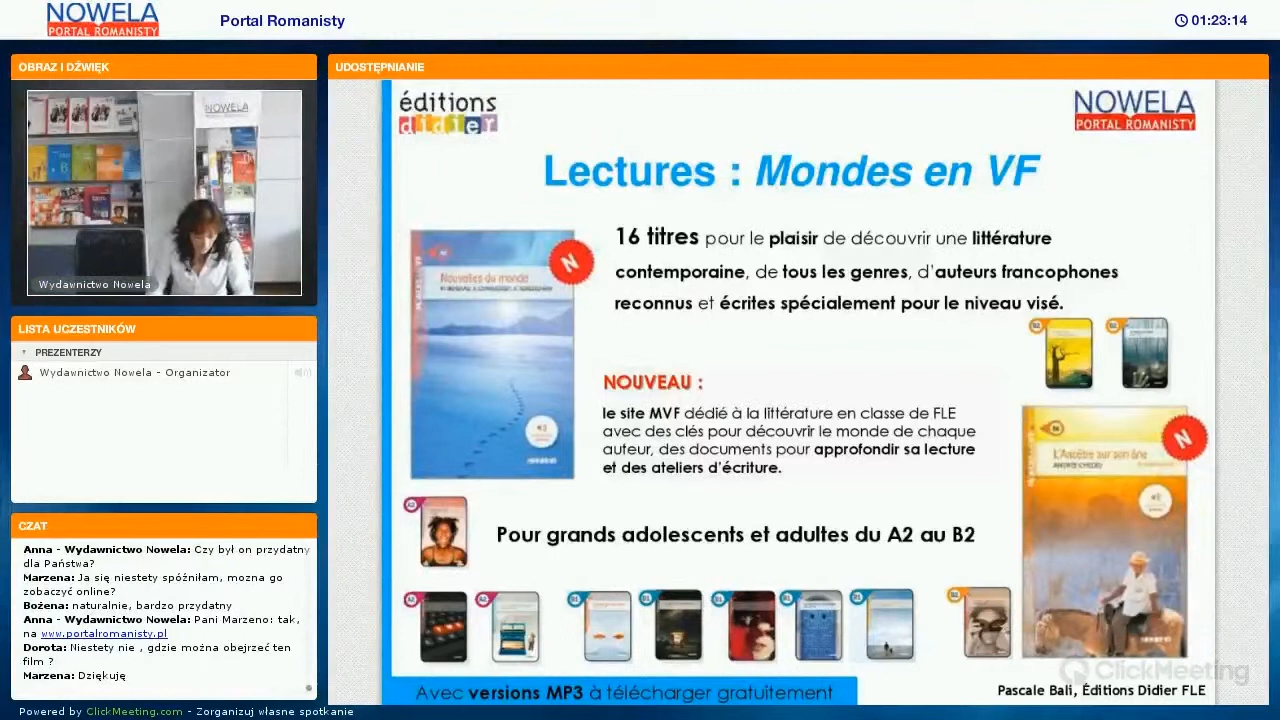 NOWELA
PORTAL ROMANISTY
Portal Romanisty
01:23:14
OBRAZ I DŹWIĘK
NOWELA
Wydawnictwo Nowela
LISTA UCZESTNIKÓW
PREZENTERZY
Wydawnictwo Nowela - Organizator
CZAT
Anna - Wydawnictwo Nowela: Czy był on przydatny
dla Państwa?
Marzena: Ja się niestety spóźniłam, mozna go
zobaczyć online?
Bożena: naturalnie, bardzo przydatny
Anna - Wydawnictwo Nowela: Pani Marzeno: tak,
na www.portalromanisty.pl
Dorota: Niestety nie , gdzie można obejrzeć ten
film ?
Marzena: Dziękuję
UDOSTĘPNIANIE
éditions
didier
NOWELA
PORTAL ROMANISTY
Lectures : Mondes en VF
16 titres pour le plaisir de découvrir une littérature
contemporaine, de tous les genres, d'auteurs francophones
reconnus et écrites spécialement pour le niveau visé.
Nouvelles du monde
N
B2
B2
NOUVEAU :
le site MVF dédié à la littérature en classe de FLE
avec des clés pour découvrir le monde de chaque
auteur, des documents pour approfondir sa lecture
et des ateliers d'écriture.
L'Ancêtre sur son âne
ANDRÉE CHEDID
N
A2
Pour grands adolescents et adultes du A2 au B2
A2
A2
B1
B1
B1
B1
B1
B2
Avec versions MP3 à télécharger gratuitement
ClickMeeting
Pascale Bali, Éditions Didier FLE
Powered by ClickMeeting.com - Zorganizuj własne spotkanie